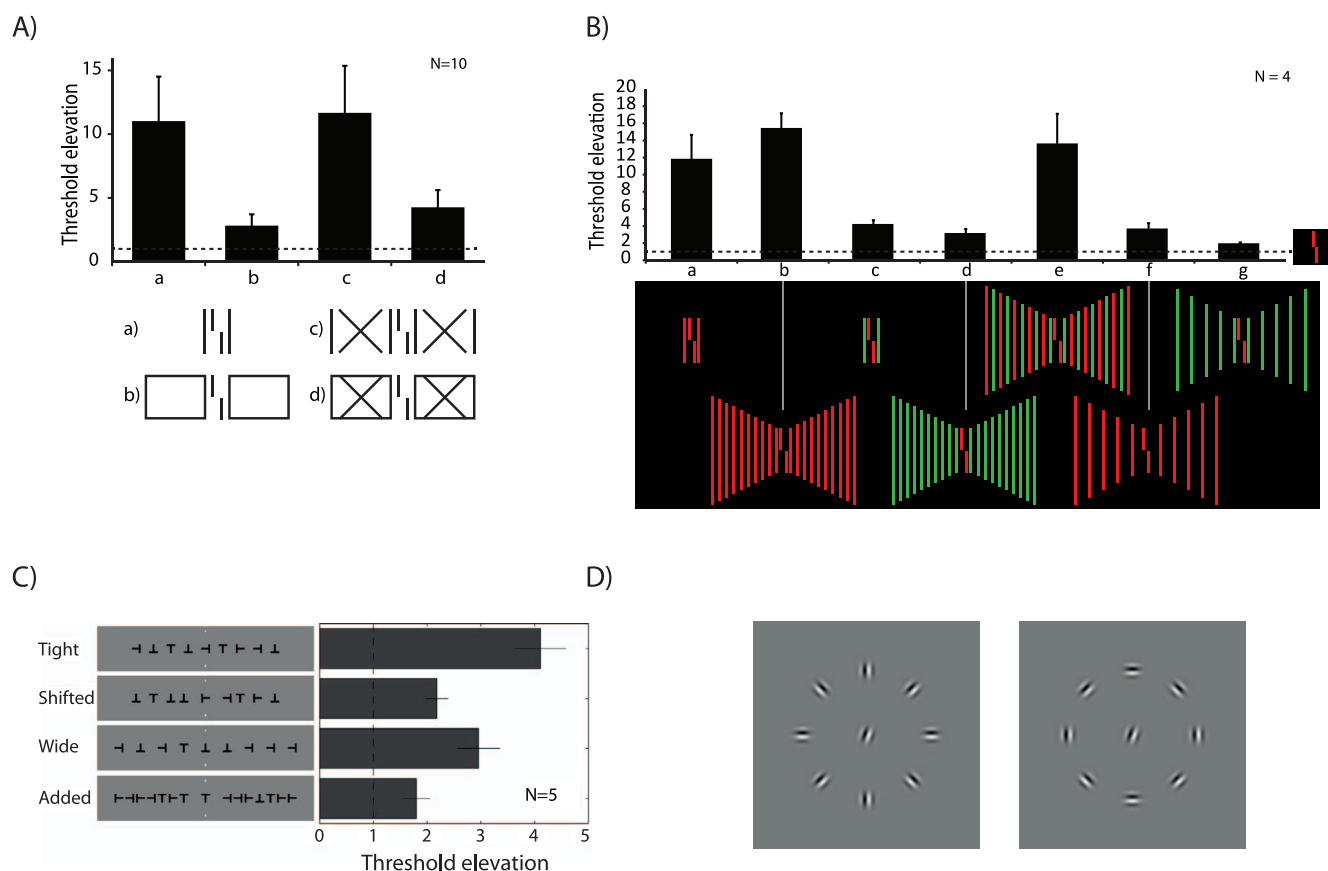 A)
N=10
Threshold elevation
15
10
5
0
a b c d
a)
c)
b)
d)
B)
N = 4
Threshold elevation
20
18
16
14
12
10
8
6
4
2
0
a b c d e f g
C)
Tight
Shifted
Wide
Added
N=5
0 1 2 3 4 5
Threshold elevation
D)